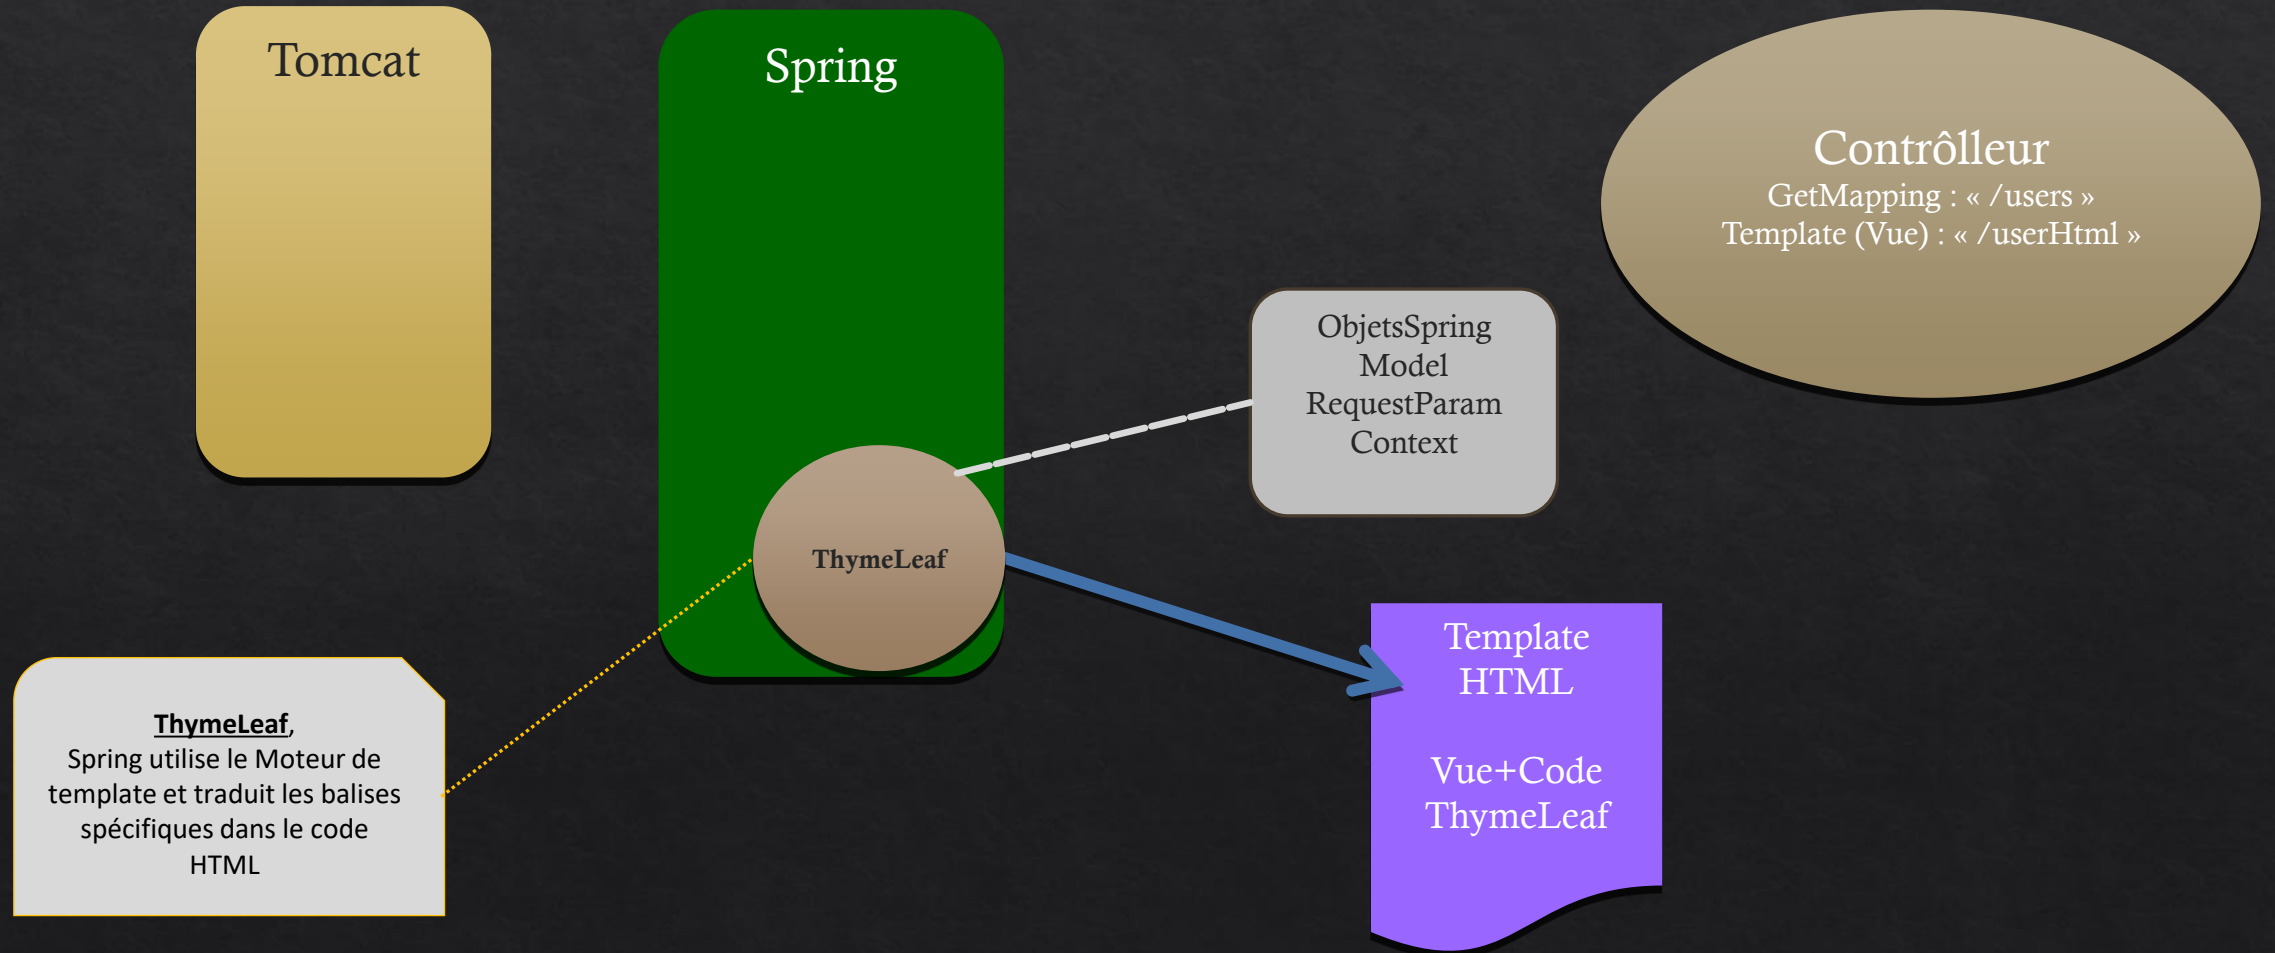 Tomcat
Spring
Contrôlleur
GetMapping : « /users »
Template (Vue) : « /userHtml »
ObjetsSpring
Model
RequestParam
Context
ThymeLeaf
Template
HTML
Vue+Code
ThymeLeaf
ThymeLeaf,
Spring utilise le Moteur de
template et traduit les balises
spécifiques dans le code
HTML